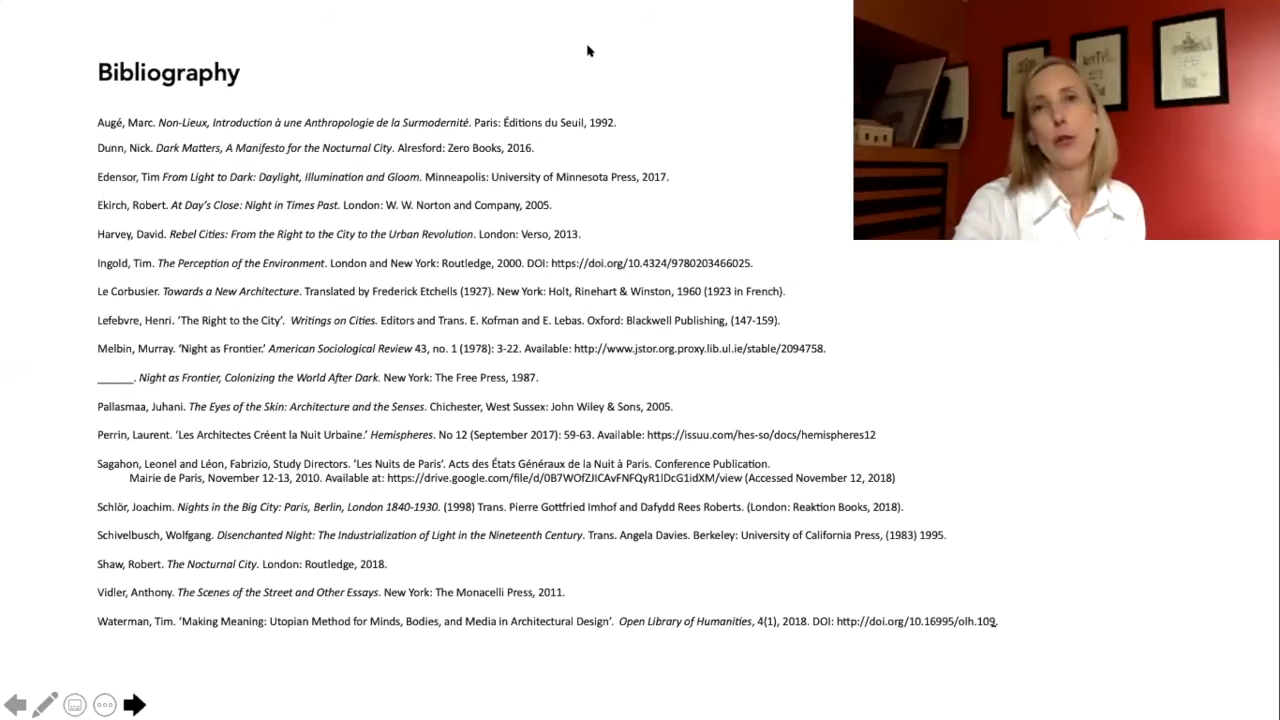 Bibliography
Augé, Marc. Non-Lieux, Introduction à une Anthropologie de la Surmodernité. Paris: Éditions du Seuil, 1992.
Dunn, Nick. Dark Matters, A Manifesto for the Nocturnal City. Alresford: Zero Books, 2016.
Edensor, Tim From Light to Dark: Daylight, Illumination and Gloom. Minneapolis: University of Minnesota Press, 2017.
Ekirch, Robert. At Day's Close: Night in Times Past. London: W. W. Norton and Company, 2005.
Harvey, David. Rebel Cities: From the Right to the City to the Urban Revolution. London: Verso, 2013.
Ingold, Tim. The Perception of the Environment. London and New York: Routledge, 2000. DOI: https://doi.org/10.4324/9780203466025.
Le Corbusier. Towards a New Architecture. Translated by Frederick Etchells (1927). New York: Holt, Rinehart & Winston, 1960 (1923 in French).
Lefebvre, Henri. 'The Right to the City'. Writings on Cities. Editors and Trans. E. Kofman and E. Lebas. Oxford: Blackwell Publishing, (147-159).
Melbin, Murray. 'Night as Frontier.' American Sociological Review 43, no. 1 (1978): 3-22. Available: http://www.jstor.org.proxy.lib.ul.ie/stable/2094758.
______. Night as Frontier, Colonizing the World After Dark. New York: The Free Press, 1987.
Pallasmaa, Juhani. The Eyes of the Skin: Architecture and the Senses. Chichester, West Sussex: John Wiley & Sons, 2005.
Perrin, Laurent. 'Les Architectes Créent la Nuit Urbaine.' Hemispheres. No 12 (September 2017): 59-63. Available: https://issuu.com/hes-so/docs/hemispheres12
Sagahon, Leonel and Léon, Fabrizio, Study Directors. 'Les Nuits de Paris'. Acts des États Généraux de la Nuit à Paris. Conference Publication.
Mairie de Paris, November 12-13, 2010. Available at: https://drive.google.com/file/d/0B7WOfZJICAvFNFQyR1lDcG1idXM/view (Accessed November 12, 2018)
Schlör, Joachim. Nights in the Big City: Paris, Berlin, London 1840-1930. (1998) Trans. Pierre Gottfried Imhof and Dafydd Rees Roberts. (London: Reaktion Books, 2018).
Schivelbusch, Wolfgang. Disenchanted Night: The Industrialization of Light in the Nineteenth Century. Trans. Angela Davies. Berkeley: University of California Press, (1983) 1995.
Shaw, Robert. The Nocturnal City. London: Routledge, 2018.
Vidler, Anthony. The Scenes of the Street and Other Essays. New York: The Monacelli Press, 2011.
Waterman, Tim. 'Making Meaning: Utopian Method for Minds, Bodies, and Media in Architectural Design'. Open Library of Humanities, 4(1), 2018. DOI: http://doi.org/10.16995/olh.109.